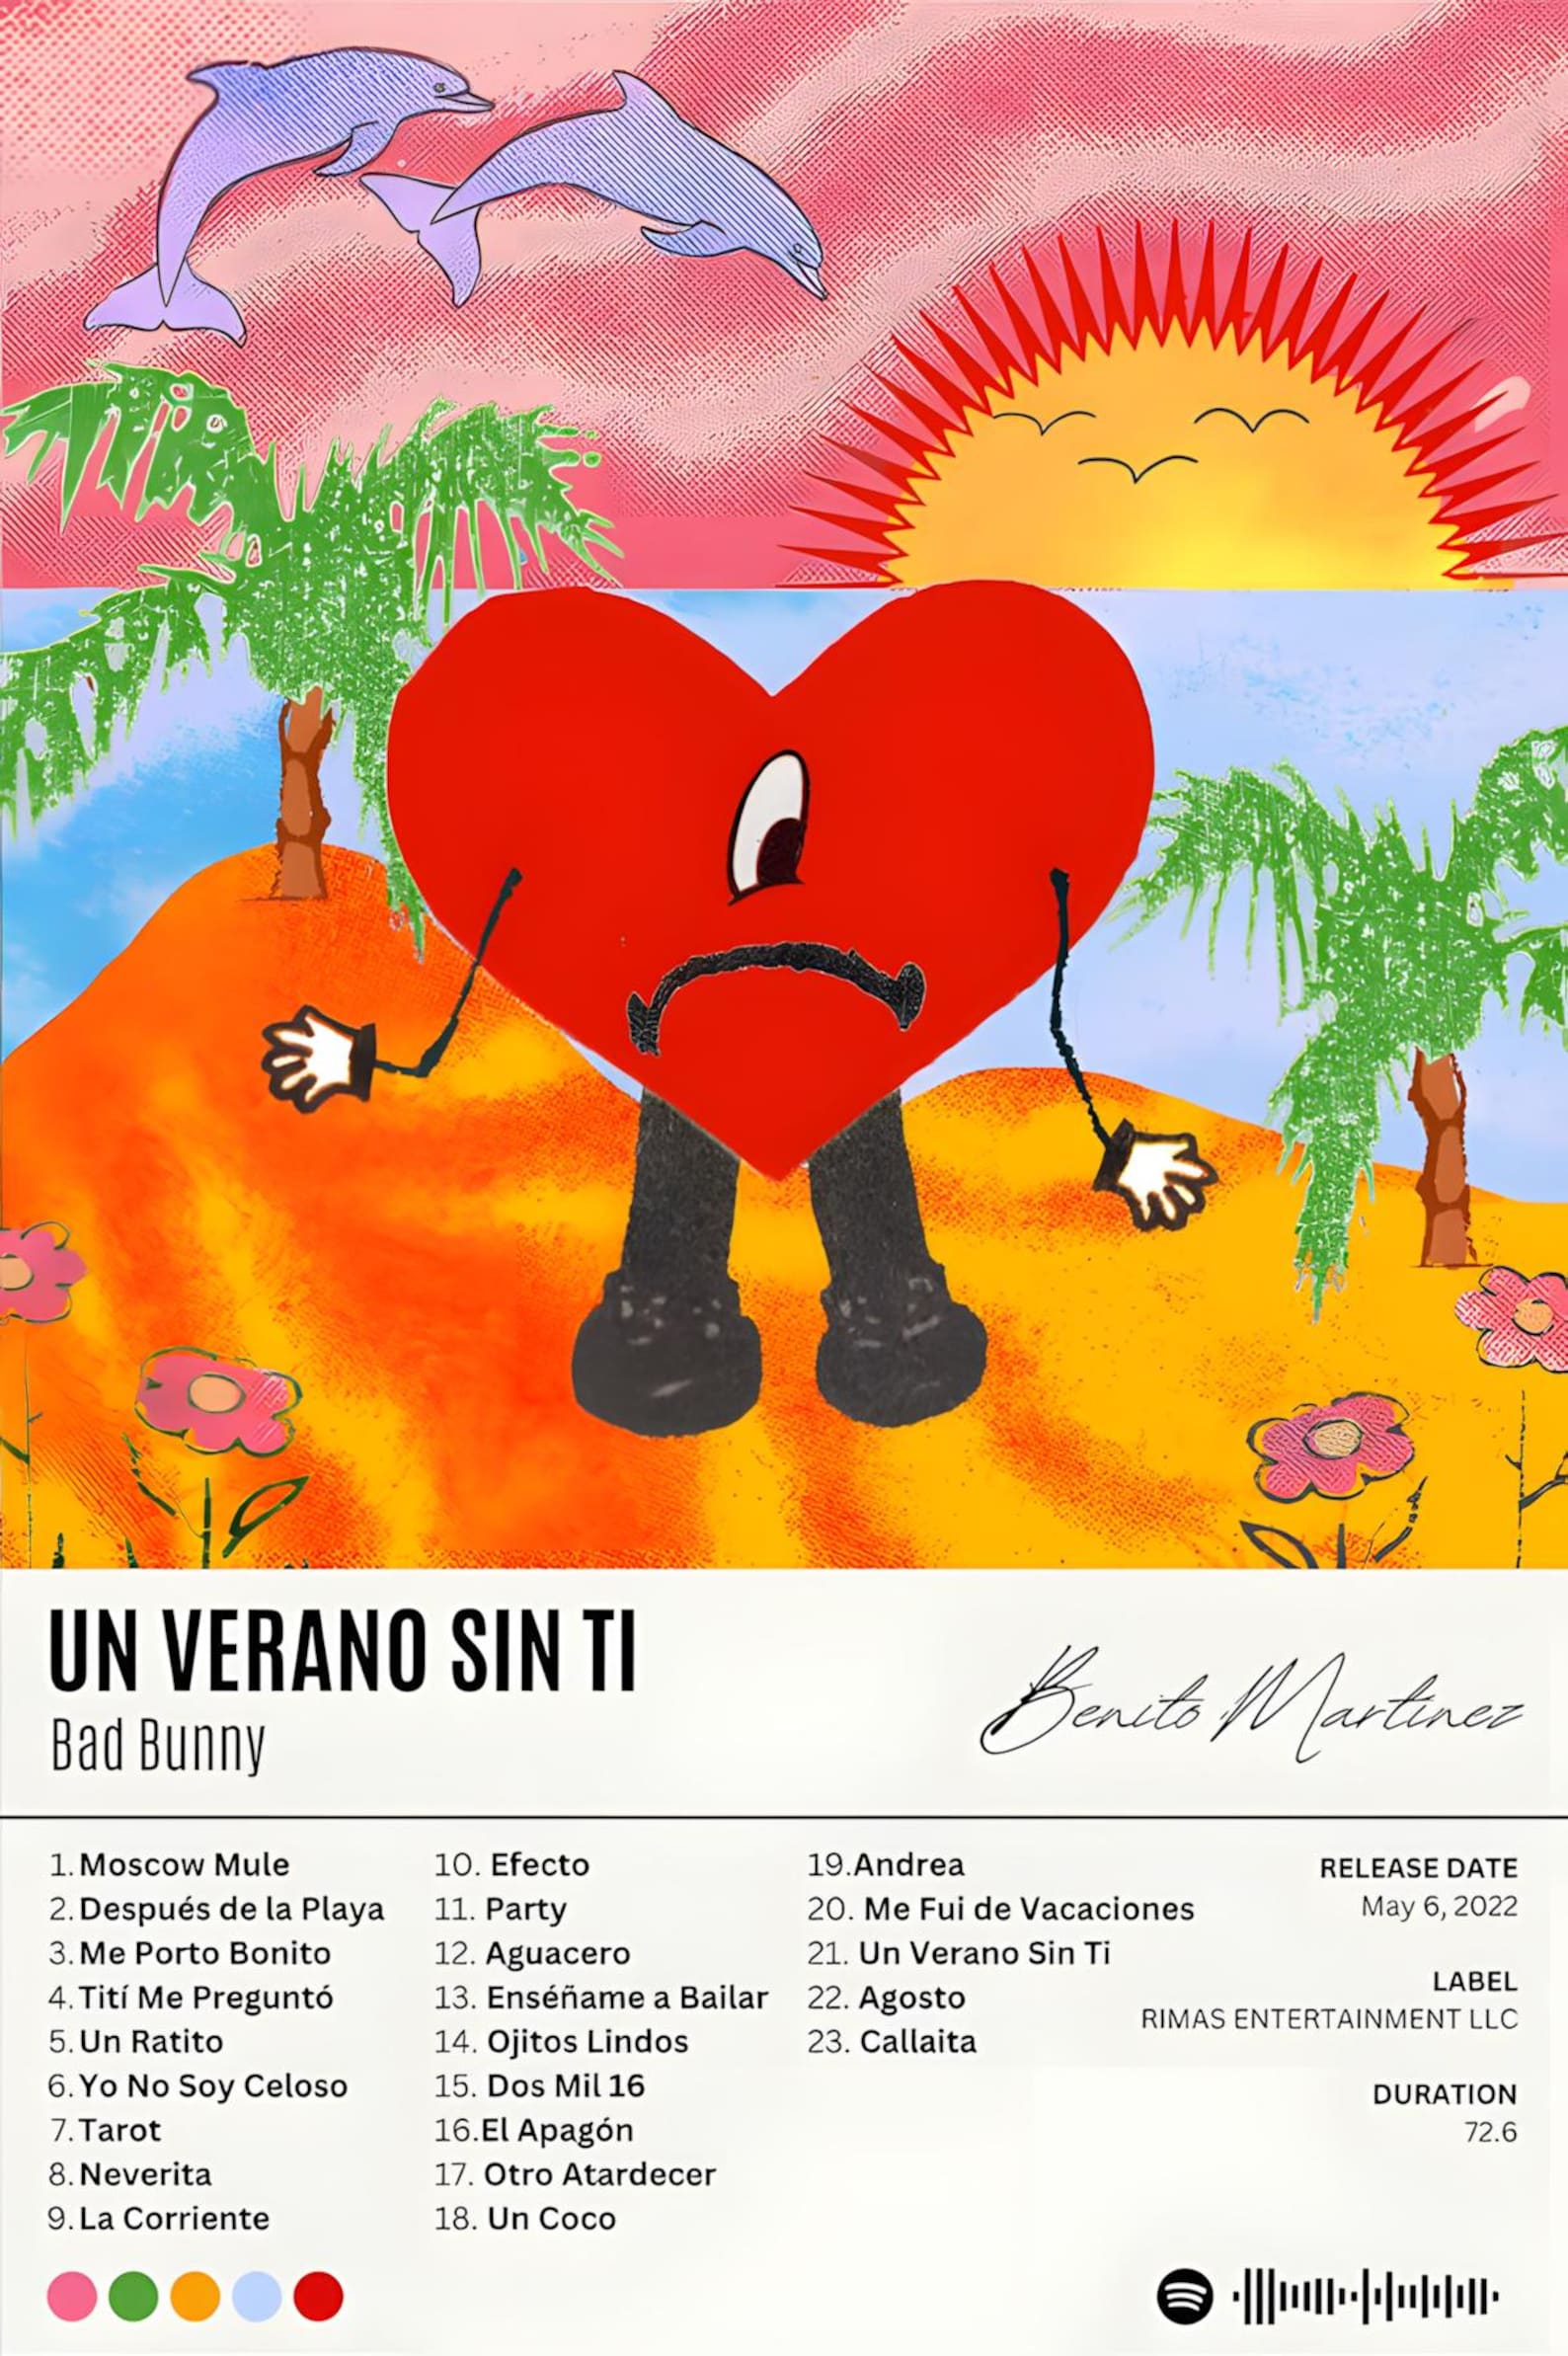 UN VERANO SIN TI
Bad Bunny
Benito Martinez
1. Moscow Mule
2. Después de la Playa
3. Me Porto Bonito
4. Tití Me Preguntó
5. Un Ratito
6. Yo No Soy Celoso
7. Tarot
8. Neverita
9. La Corriente
10. Efecto
11. Party
12. Aguacero
13. Enséñame a Bailar
14. Ojitos Lindos
15. Dos Mil 16
16.El Apagón
17. Otro Atardecer
18. Un Coco
19.Andrea
20. Me Fui de Vacaciones
21. Un Verano Sin Ti
22. Agosto
23. Callaita
RELEASE DATE
May 6, 2022
LABEL
RIMAS ENTERTAINMENT LLC
DURATION
72.6